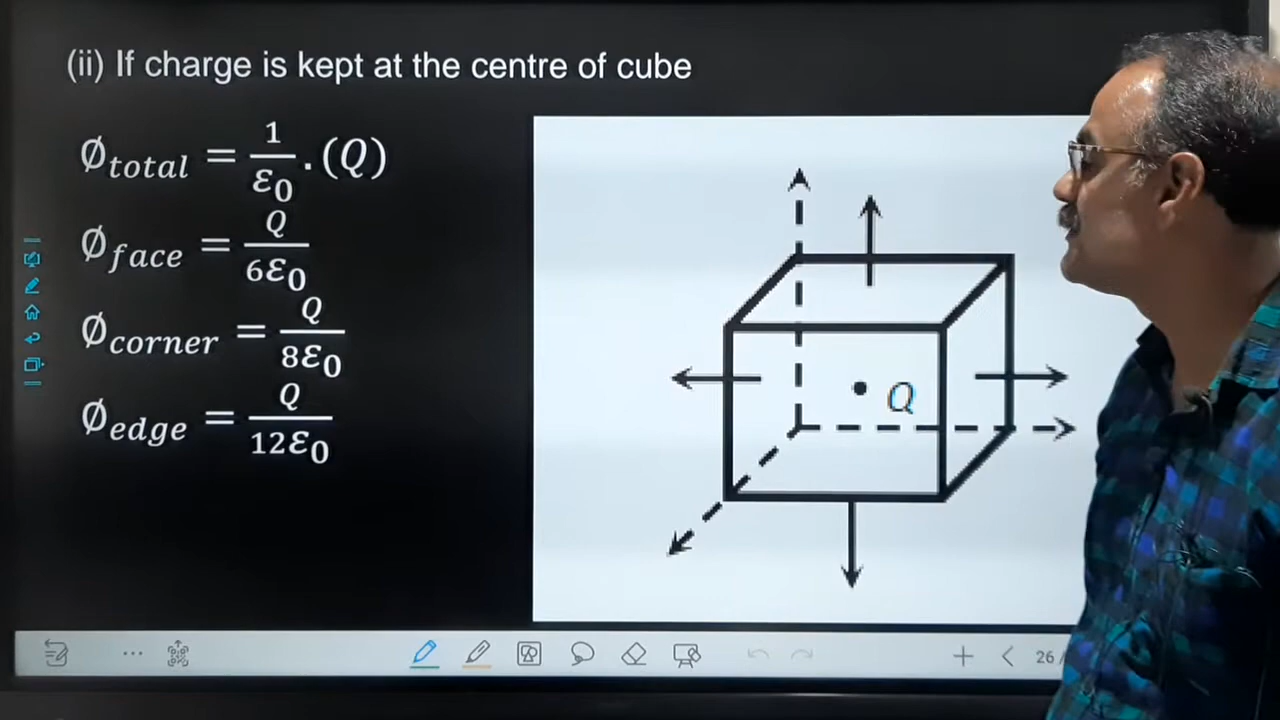 (ii) If charge is kept at the centre of cube
∅total = 1/ε0 . (Q)
∅face = Q/6ε0
∅corner = Q/8ε0
∅edge = Q/12ε0
Q
26/